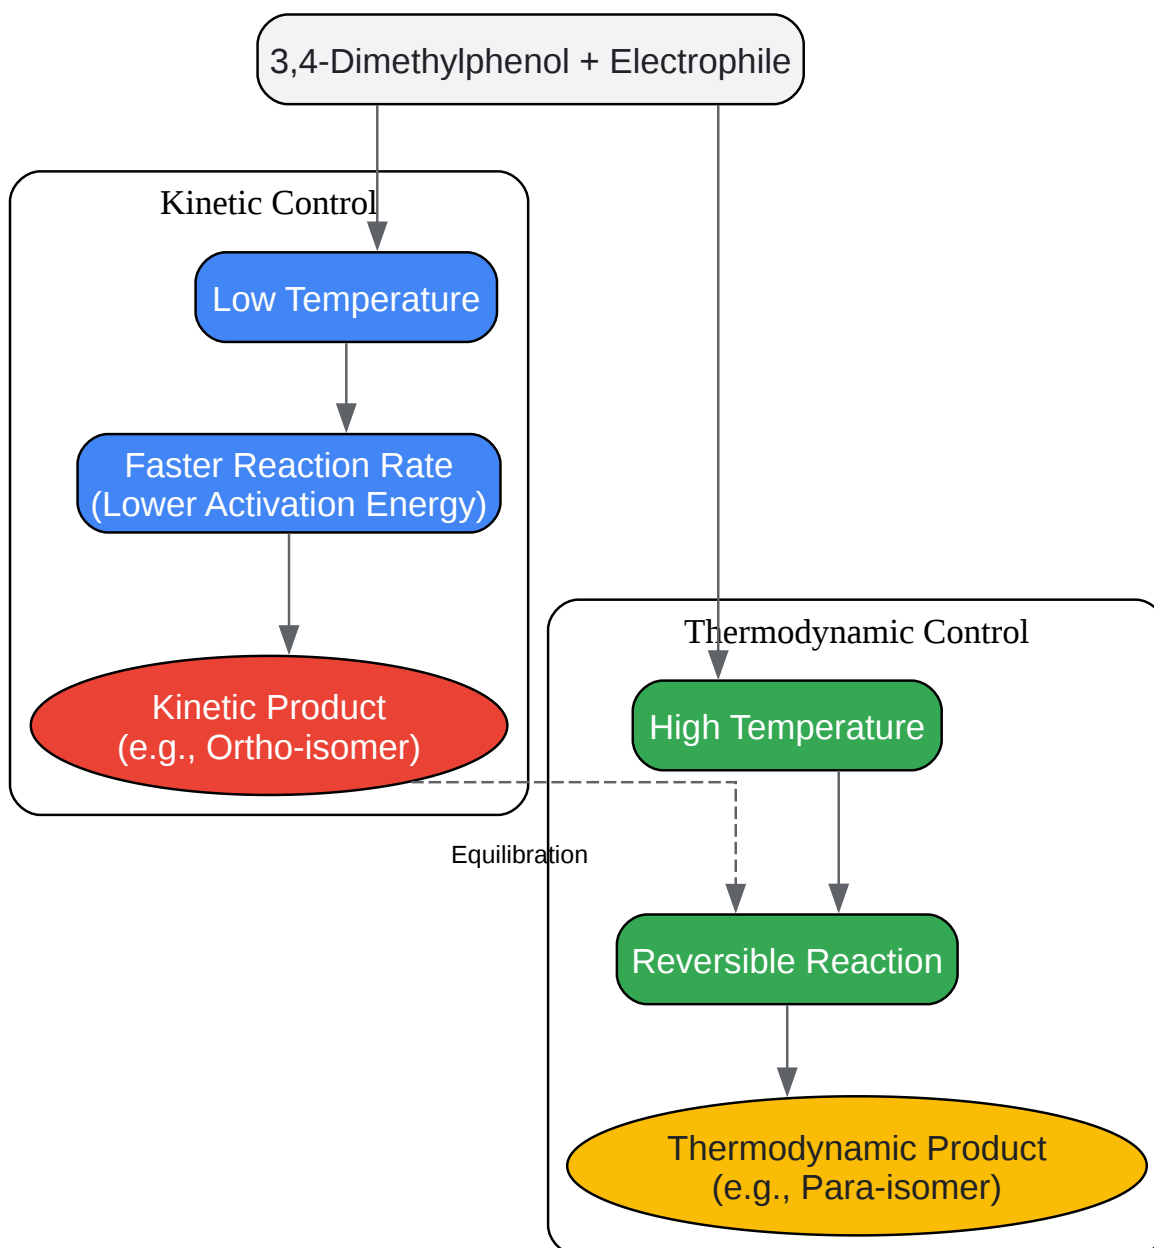 3,4-Dimethylphenol + Electrophile
Kinetic Control
Low Temperature
Faster Reaction Rate
(Lower Activation Energy)
Kinetic Product
(e.g., Ortho-isomer)
Thermodynamic Control
High Temperature
Equilibration
Reversible Reaction
Thermodynamic Product
(e.g., Para-isomer)